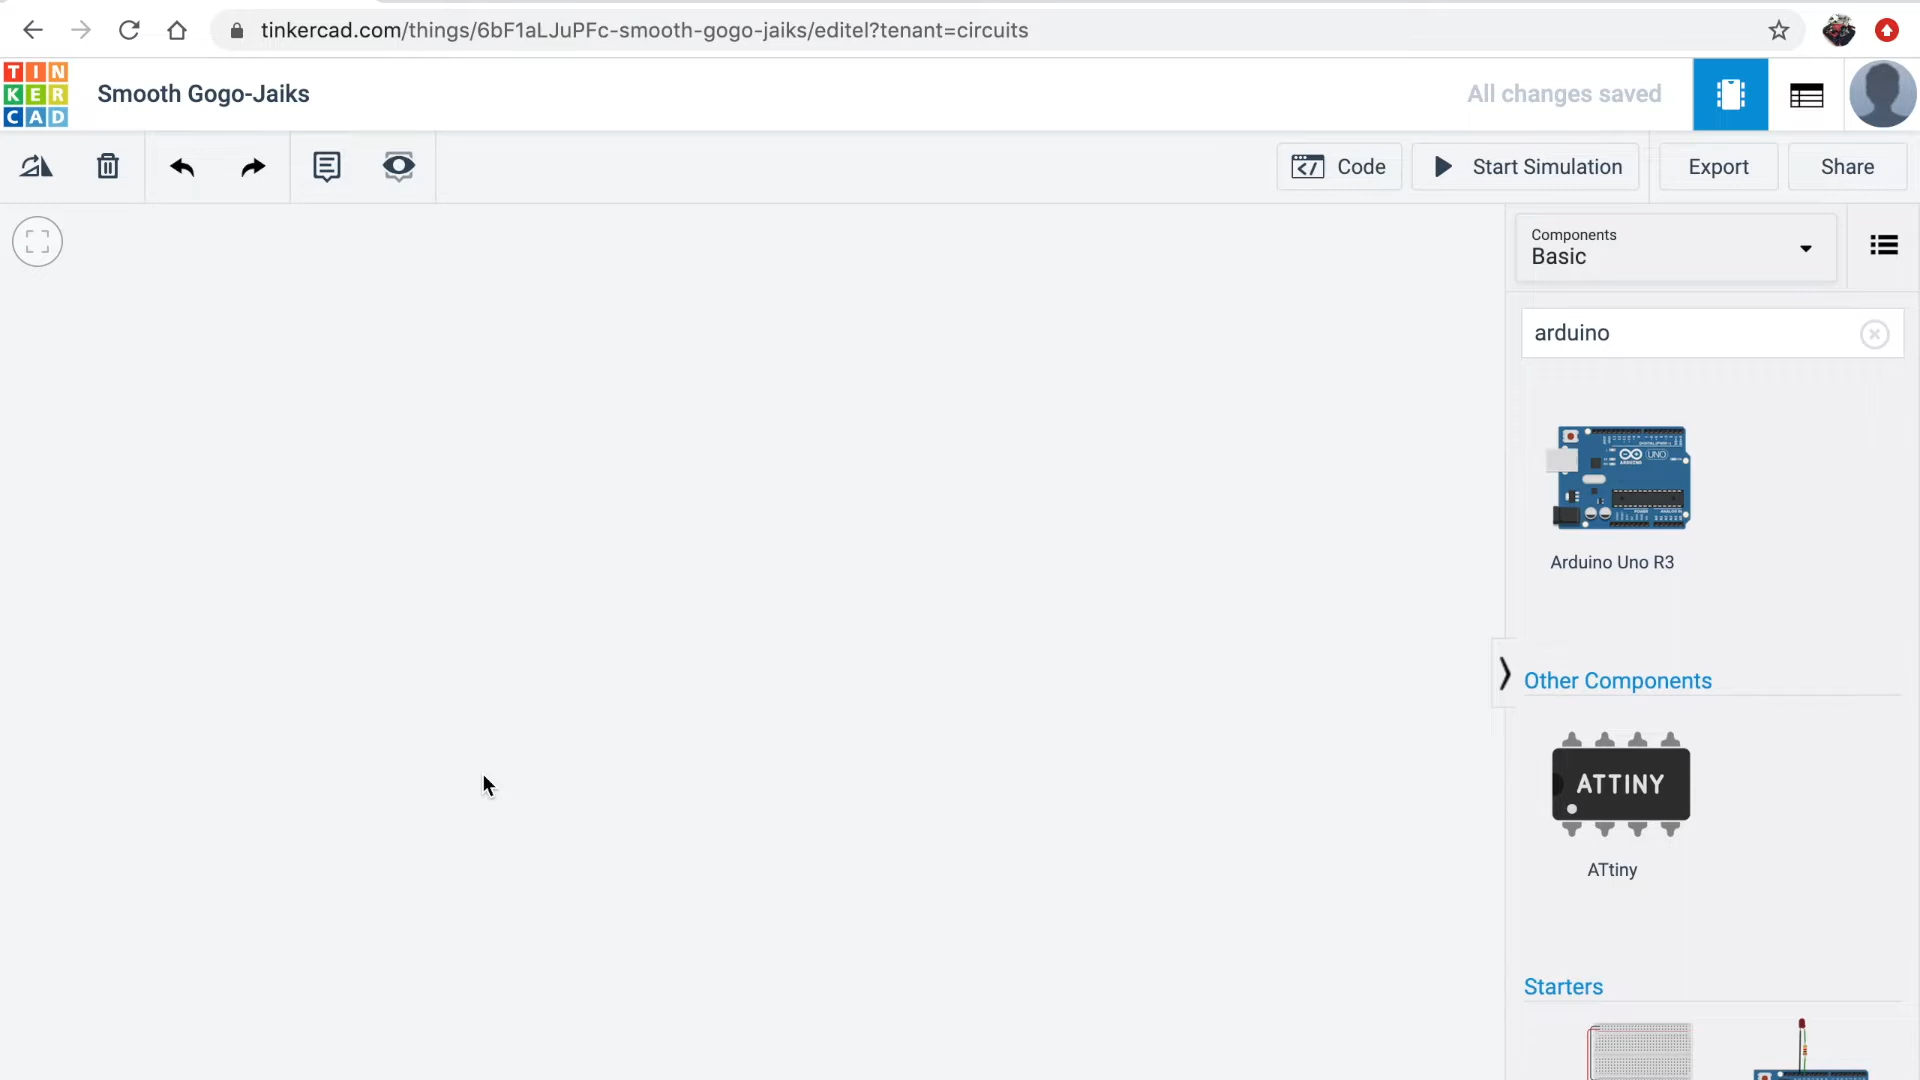 tinkercad.com/things/6bF1aLJuPFc-smooth-gogo-jaiks/editel?tenant=circuits
TIN
KER
CAD
Smooth Gogo-Jaiks
All changes saved
Code
Start Simulation
Export
Share
Components
Basic
arduino
UNO
Arduino Uno R3
Other Components
ATTINY
ATtiny
Starters